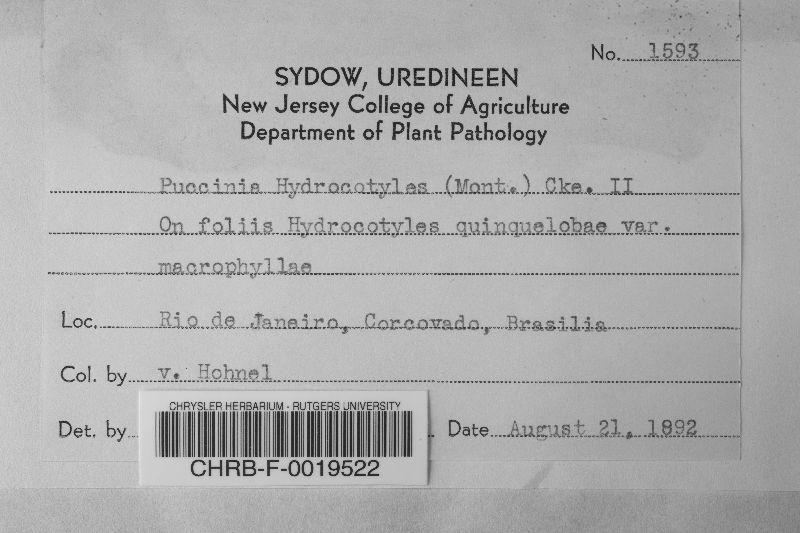 No. 1593
SYDOW, UREDINEEN
New Jersey College of Agriculture
Department of Plant Pathology
Puccinia Hydrocotyles (Mont.) Cke. II
On foliis Hydrocotyles quinquelobae var.
macrophyllae
Loc. Rio de Janeiro, Corcovado, Brasilia
Col. by v. Hohnel
Det. by
Date August 21, 1892
CHRYSLER HERBARIUM - RUTGERS UNIVERSITY
CHRB-F-0019522